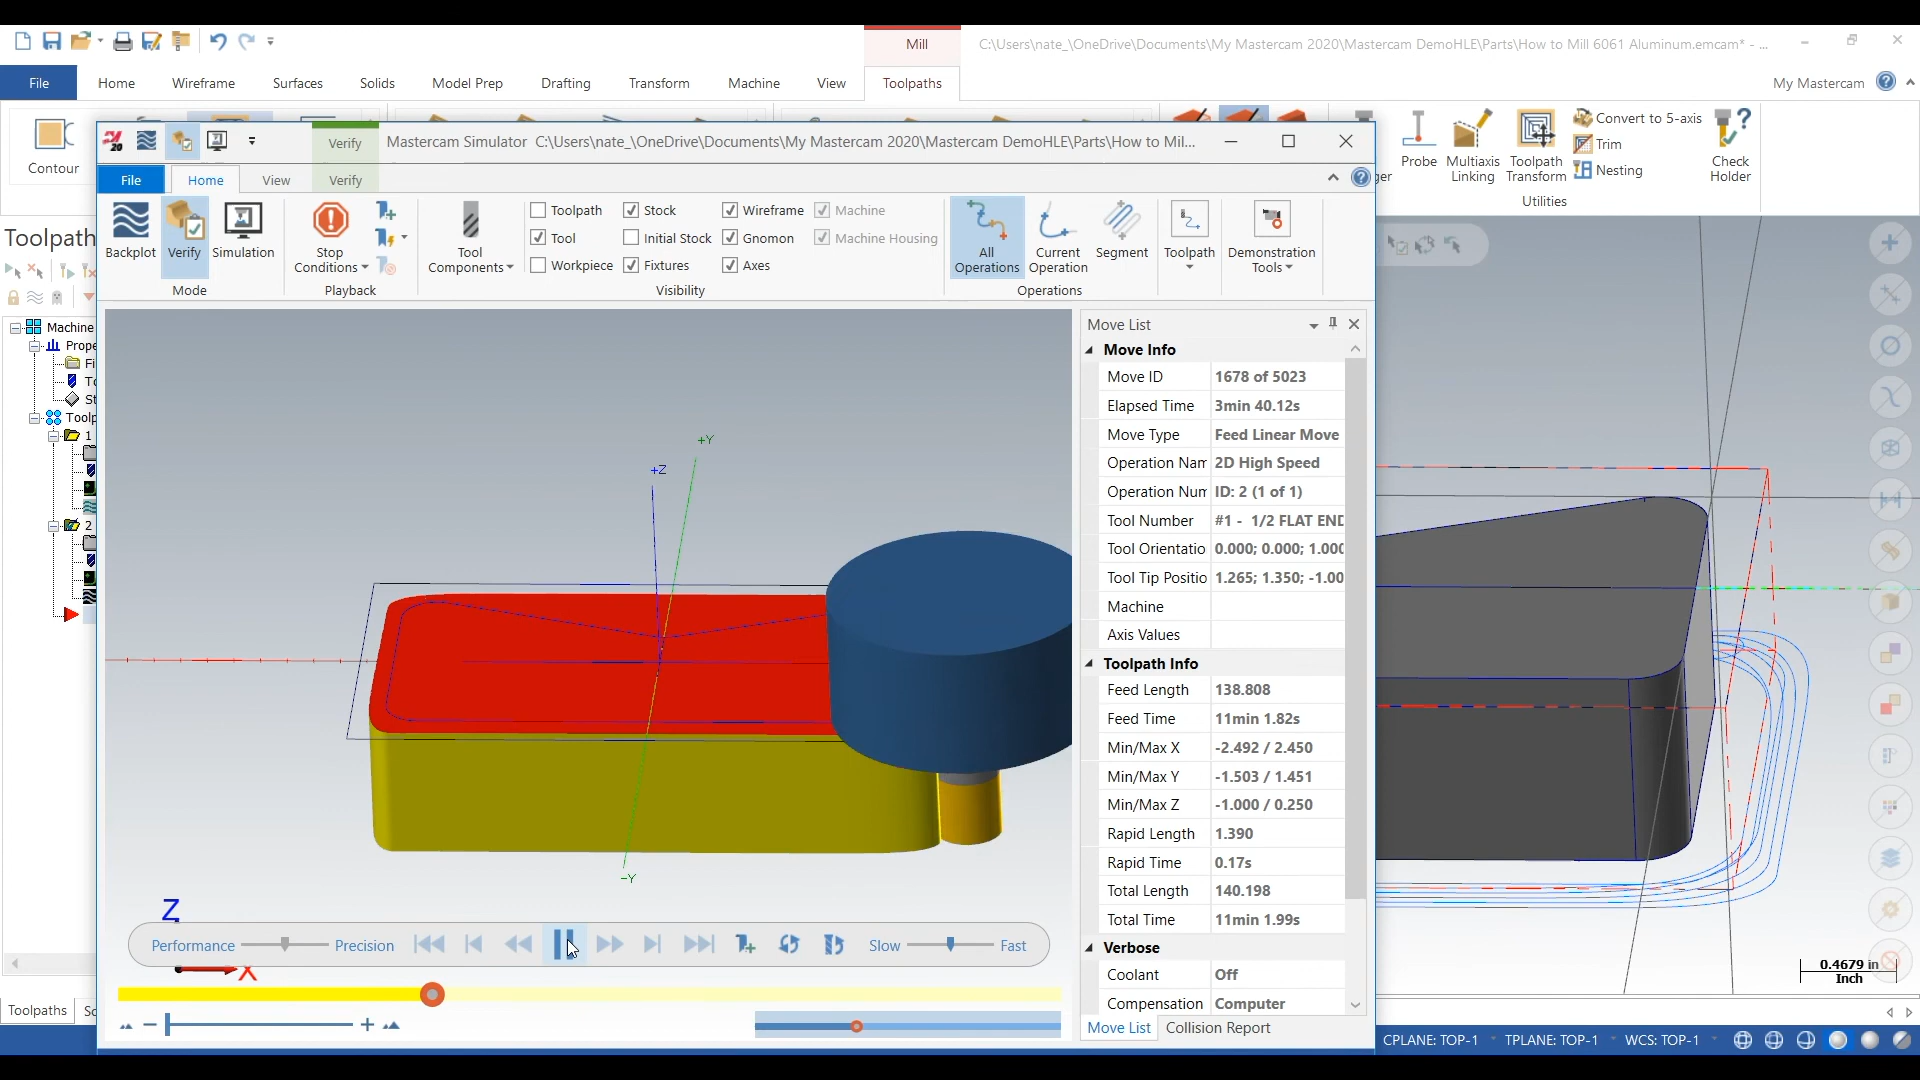 Mill
C:\Users\nate_\OneDrive\Documents\My Mastercam 2020\Mastercam DemoHLE\Parts\How to Mill 6061 Aluminum.emcam* - ...
File
Home
Wireframe
Surfaces
Solids
Model Prep
Drafting
Transform
Machine
View
Toolpaths
My Mastercam
Contour
Probe
Multiaxis
Linking
Toolpath
Transform
Convert to 5-axis
Trim
Nesting
Check
Holder
Utilities
20
Verify
Mastercam Simulator C:\Users\nate_\OneDrive\Documents\My Mastercam 2020\Mastercam DemoHLE\Parts\How to Mil...
File
Home
View
Verify
Backplot
Verify
Simulation
Mode
Stop
Conditions
Playback
Tool
Components
Toolpath
Tool
Workpiece
Stock
Initial Stock
Fixtures
Wireframe
Gnomon
Axes
Machine
Machine Housing
Visibility
All
Operations
Current
Operation
Segment
Operations
Toolpath
Demonstration
Tools
Toolpath
Machine
Prope
Fi
To
St
Toolp
1
2
Toolpaths
+Y
+Z
-Y
Z
X
Performance
Precision
Slow
Fast
Move List
Move Info
Move ID 1678 of 5023
Elapsed Time 3min 40.12s
Move Type Feed Linear Move
Operation Nam 2D High Speed
Operation Num ID: 2 (1 of 1)
Tool Number #1 - 1/2 FLAT END
Tool Orientatio 0.000; 0.000; 1.000
Tool Tip Positio 1.265; 1.350; -1.00
Machine
Axis Values
Toolpath Info
Feed Length 138.808
Feed Time 11min 1.82s
Min/Max X -2.492 / 2.450
Min/Max Y -1.503 / 1.451
Min/Max Z -1.000 / 0.250
Rapid Length 1.390
Rapid Time 0.17s
Total Length 140.198
Total Time 11min 1.99s
Verbose
Coolant Off
Compensation Computer
Move List
Collision Report
0.4679 in
Inch
CPLANE: TOP-1
TPLANE: TOP-1
WCS: TOP-1